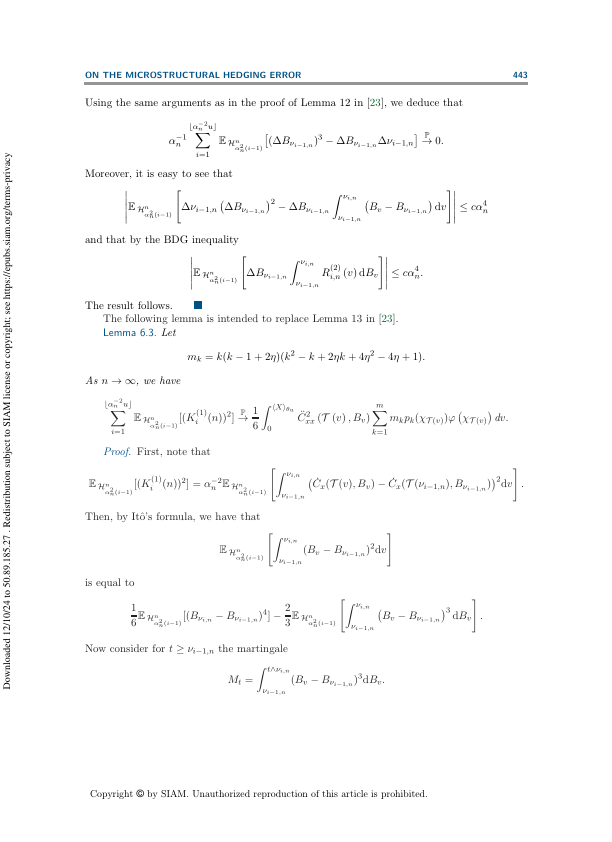 ON THE MICROSTRUCTURAL HEDGING ERROR 443
Using the same arguments as in the proof of Lemma 12 in [23], we deduce that
$$\alpha_n^{-1} \sum_{i=1}^{\lfloor \alpha_n^{-2} u \rfloor} \mathbb{E}_{\mathcal{H}^n_{\alpha_n^2(i-1)}} \left[ (\Delta B_{\nu_{i-1,n}})^3 - \Delta B_{\nu_{i-1,n}} \Delta \nu_{i-1,n} \right] \overset{\mathbb{P}}{\to} 0.$$
Moreover, it is easy to see that
$$\left| \mathbb{E}_{\mathcal{H}^n_{\alpha_n^2(i-1)}} \left[ \Delta \nu_{i-1,n} \left( \Delta B_{\nu_{i-1,n}} \right)^2 - \Delta B_{\nu_{i-1,n}} \int_{\nu_{i-1,n}}^{\nu_{i,n}} \left( B_v - B_{\nu_{i-1,n}} \right) \mathrm{d}v \right] \right| \leq c\alpha_n^4$$
and that by the BDG inequality
$$\left| \mathbb{E}_{\mathcal{H}^n_{\alpha_n^2(i-1)}} \left[ \Delta B_{\nu_{i-1,n}} \int_{\nu_{i-1,n}}^{\nu_{i,n}} R_{i,n}^{(2)}(v) \, \mathrm{d}B_v \right] \right| \leq c\alpha_n^4.$$
The result follows. ■
The following lemma is intended to replace Lemma 13 in [23].
Lemma 6.3. Let
$$m_k = k(k - 1 + 2\eta)(k^2 - k + 2\eta k + 4\eta^2 - 4\eta + 1).$$
As n → ∞, we have
$$\sum_{i=1}^{\lfloor \alpha_n^{-2} u \rfloor} \mathbb{E}_{\mathcal{H}^n_{\alpha_n^2(i-1)}} [(K_i^{(1)}(n))^2] \overset{\mathbb{P}}{\to} \frac{1}{6} \int_0^{\langle X \rangle_{\theta_u}} \ddot{C}_{xx}^2 (\mathcal{T}(v), B_v) \sum_{k=1}^m m_k p_k(\chi_{\mathcal{T}(v)}) \varphi \left( \chi_{\mathcal{T}(v)} \right) dv.$$
Proof. First, note that
$$\mathbb{E}_{\mathcal{H}^n_{\alpha_n^2(i-1)}} [(K_i^{(1)}(n))^2] = \alpha_n^{-2} \mathbb{E}_{\mathcal{H}^n_{\alpha_n^2(i-1)}} \left[ \int_{\nu_{i-1,n}}^{\nu_{i,n}} \left( \dot{C}_x(\mathcal{T}(v), B_v) - \dot{C}_x(\mathcal{T}(\nu_{i-1,n}), B_{\nu_{i-1,n}}) \right)^2 \mathrm{d}v \right].$$
Then, by Itô's formula, we have that
$$\mathbb{E}_{\mathcal{H}^n_{\alpha_n^2(i-1)}} \left[ \int_{\nu_{i-1,n}}^{\nu_{i,n}} (B_v - B_{\nu_{i-1,n}})^2 \mathrm{d}v \right]$$
is equal to
$$\frac{1}{6} \mathbb{E}_{\mathcal{H}^n_{\alpha_n^2(i-1)}} [(B_{\nu_{i,n}} - B_{\nu_{i-1,n}})^4] - \frac{2}{3} \mathbb{E}_{\mathcal{H}^n_{\alpha_n^2(i-1)}} \left[ \int_{\nu_{i-1,n}}^{\nu_{i,n}} \left( B_v - B_{\nu_{i-1,n}} \right)^3 \mathrm{d}B_v \right].$$
Now consider for $t \geq \nu_{i-1,n}$ the martingale
$$M_t = \int_{\nu_{i-1,n}}^{t \wedge \nu_{i,n}} (B_v - B_{\nu_{i-1,n}})^3 \mathrm{d}B_v.$$
Copyright © by SIAM. Unauthorized reproduction of this article is prohibited.
Downloaded 12/10/24 to 50.89.185.27 . Redistribution subject to SIAM license or copyright; see https://epubs.siam.org/terms-privacy